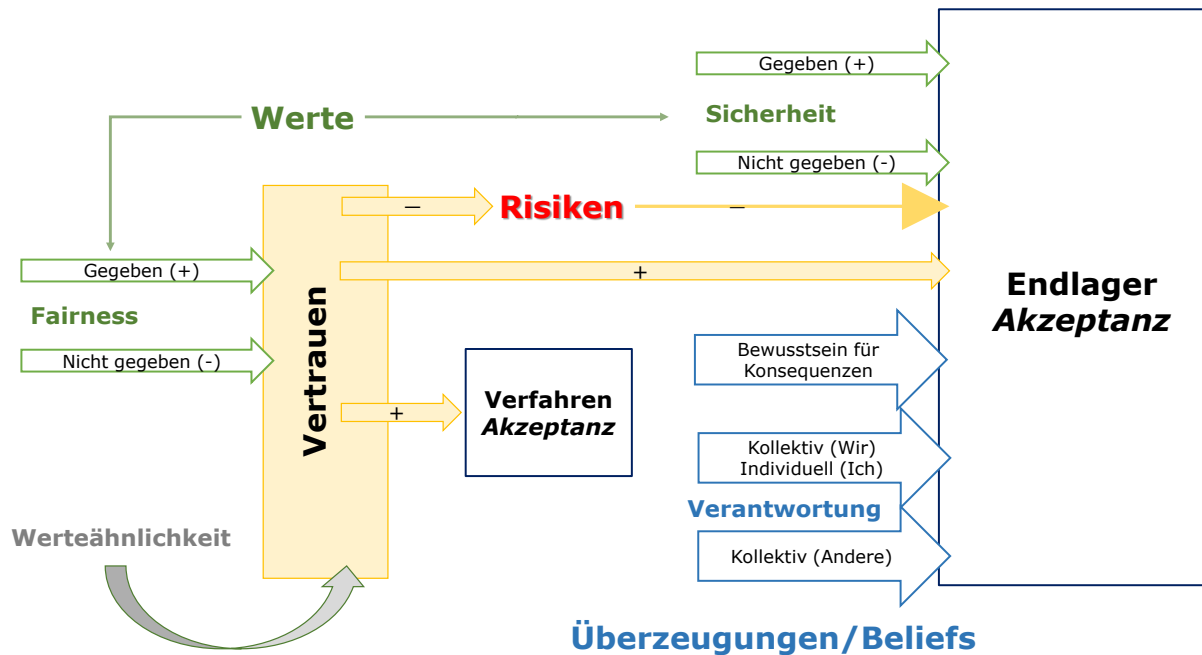 Gegeben (+)
Werte
Sicherheit
Nicht gegeben (-)
− Risiken −
Gegeben (+)
+
Fairness
Nicht gegeben (-)
Vertrauen
Endlager
Akzeptanz
Bewusstsein für
Konsequenzen
+
Verfahren
Akzeptanz
Kollektiv (Wir)
Individuell (Ich)
Verantwortung
Kollektiv (Andere)
Werteähnlichkeit
Überzeugungen/Beliefs